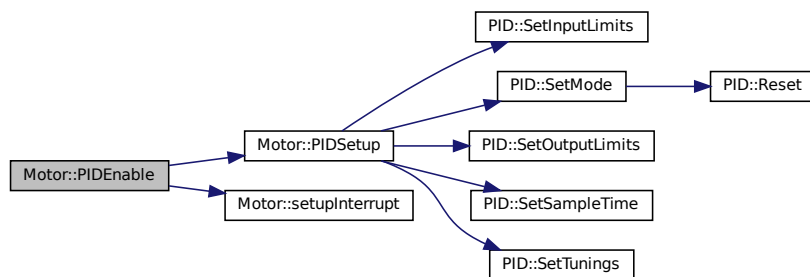 PID::SetInputLimits
PID::SetMode
PID::Reset
Motor::PIDSetup
PID::SetOutputLimits
Motor::PIDEnable
Motor::setupInterrupt
PID::SetSampleTime
PID::SetTunings